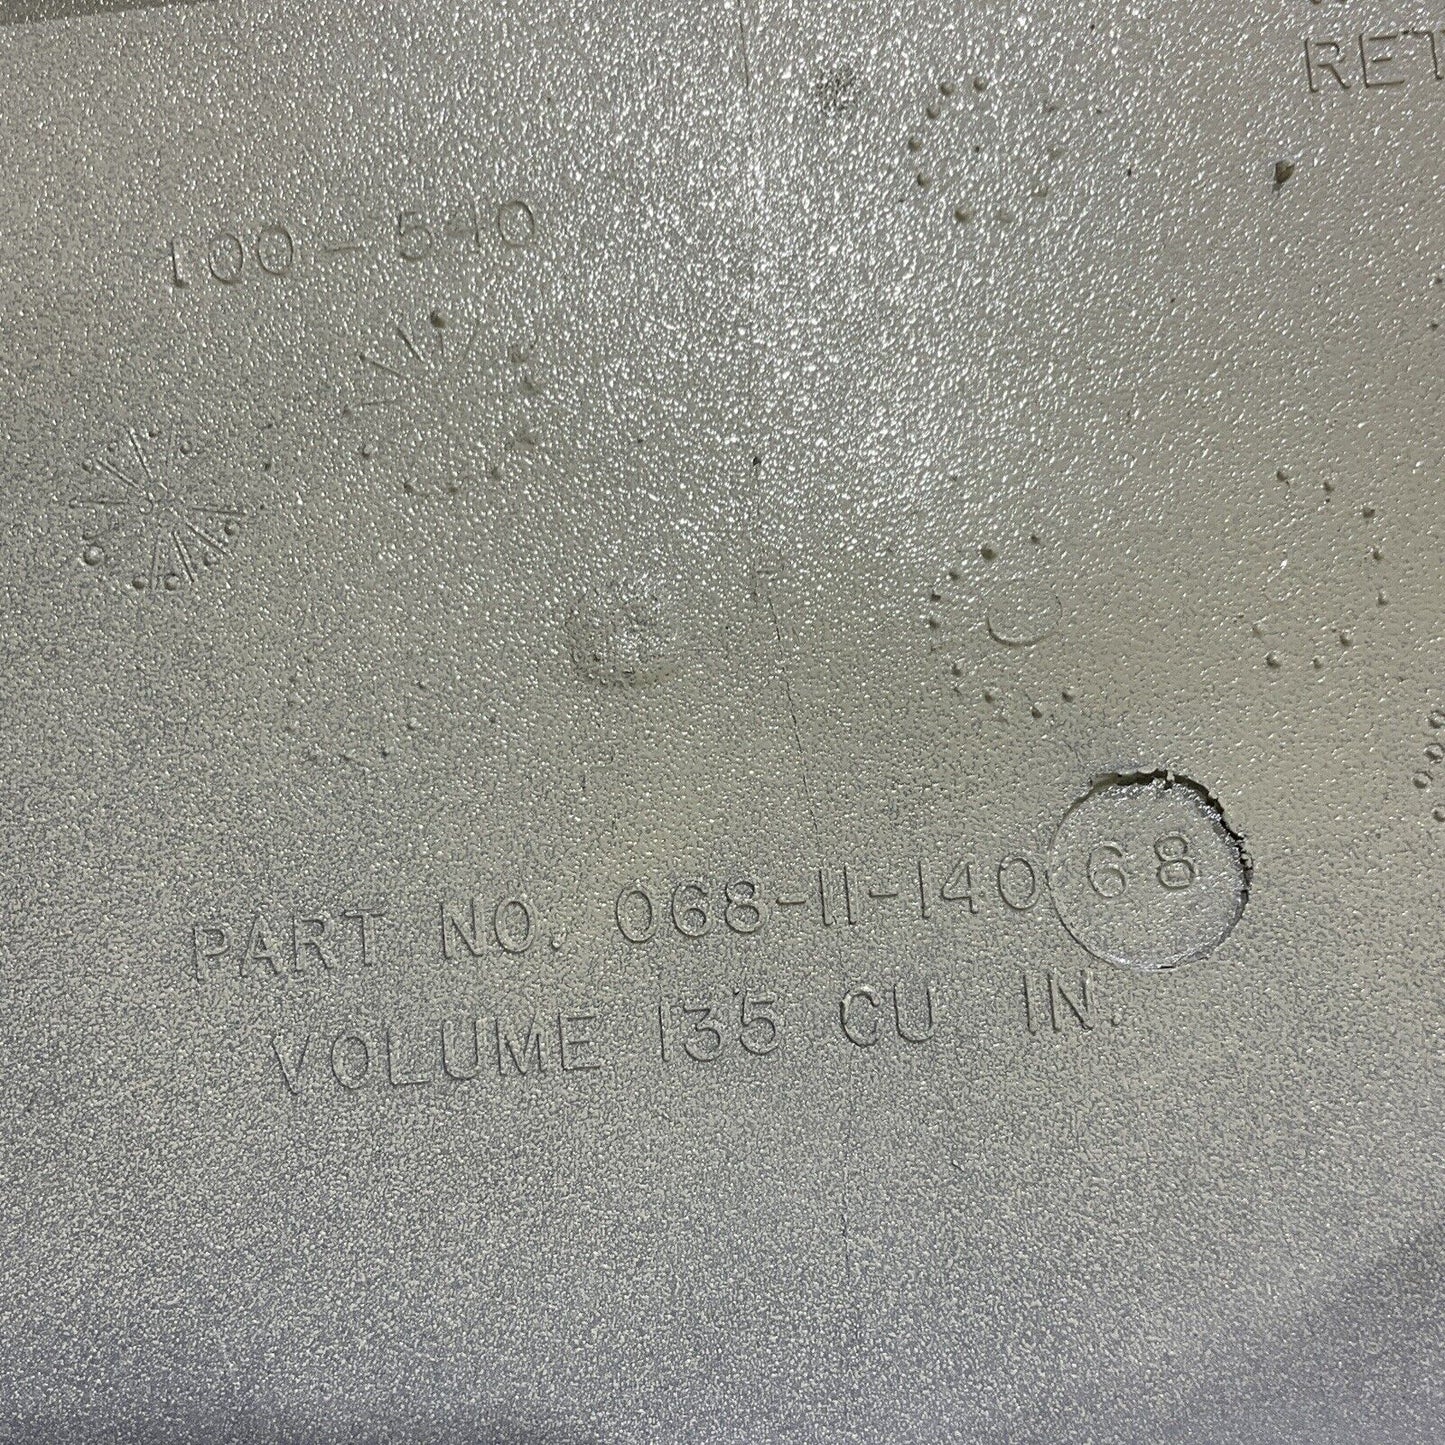 RET
100-540
PART NO. 068-11-140 68
VOLUME 135 CU IN.